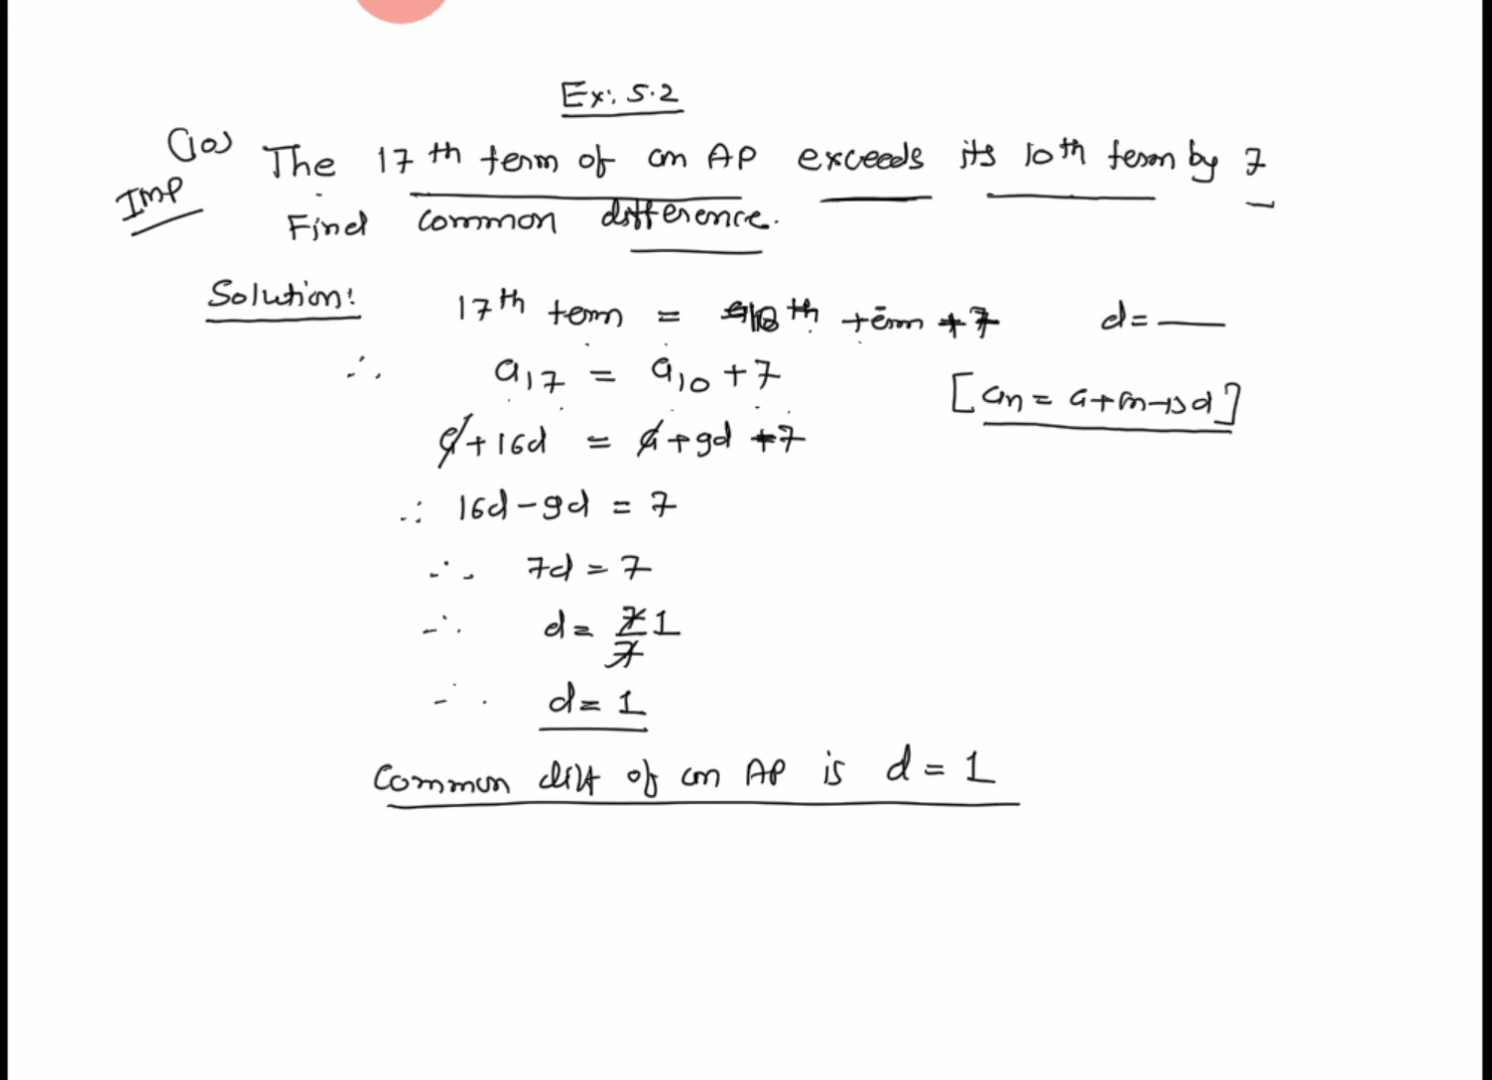 Ex: 5.2
(10) The 17th term of an AP exceeds its 10th term by 7
Imp
Find common difference.
Solution:
17th term = 10th term + 7
d = —
∴ a17 = a10 + 7
[an = a+(n-1)d]
a + 16d = a + 9d + 7
∴ 16d - 9d = 7
∴ 7d = 7
∴ d = 7/7 1
∴ d = 1
Common diff of an AP is d = 1